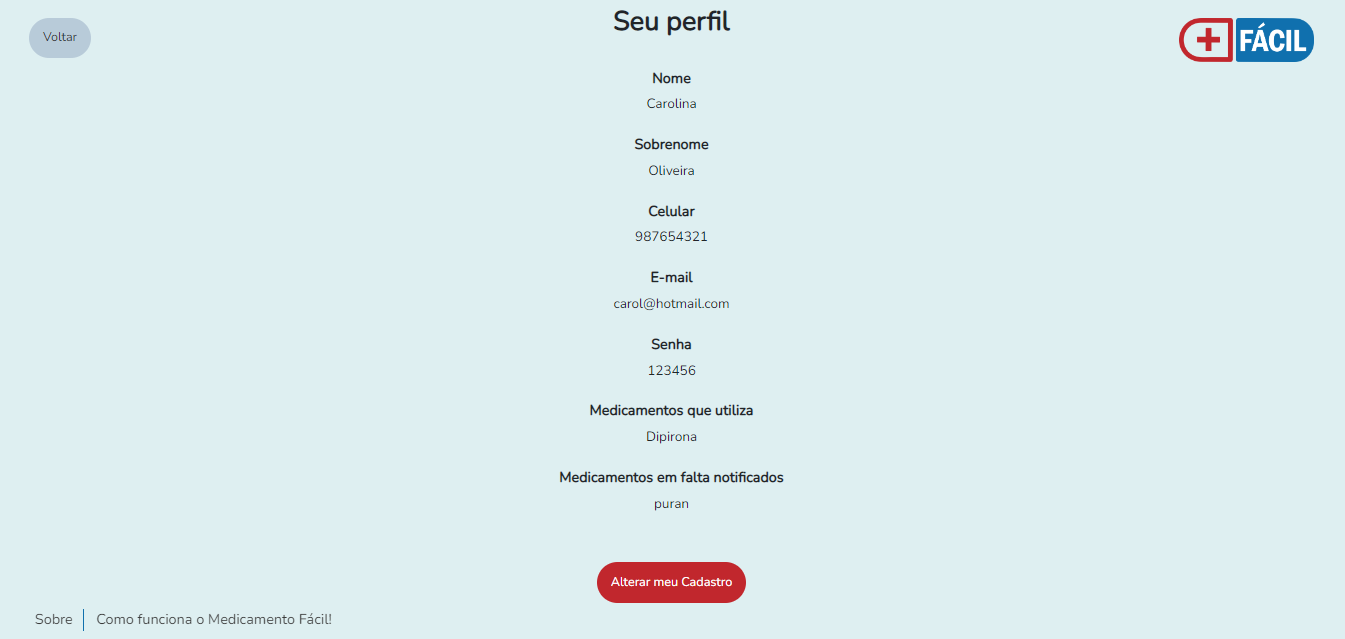 Voltar
Seu perfil
FÁCIL
Nome
Carolina
Sobrenome
Oliveira
Celular
987654321
E-mail
carol@hotmail.com
Senha
123456
Medicamentos que utiliza
Dipirona
Medicamentos em falta notificados
puran
Alterar meu Cadastro
Sobre
Como funciona o Medicamento Fácil!